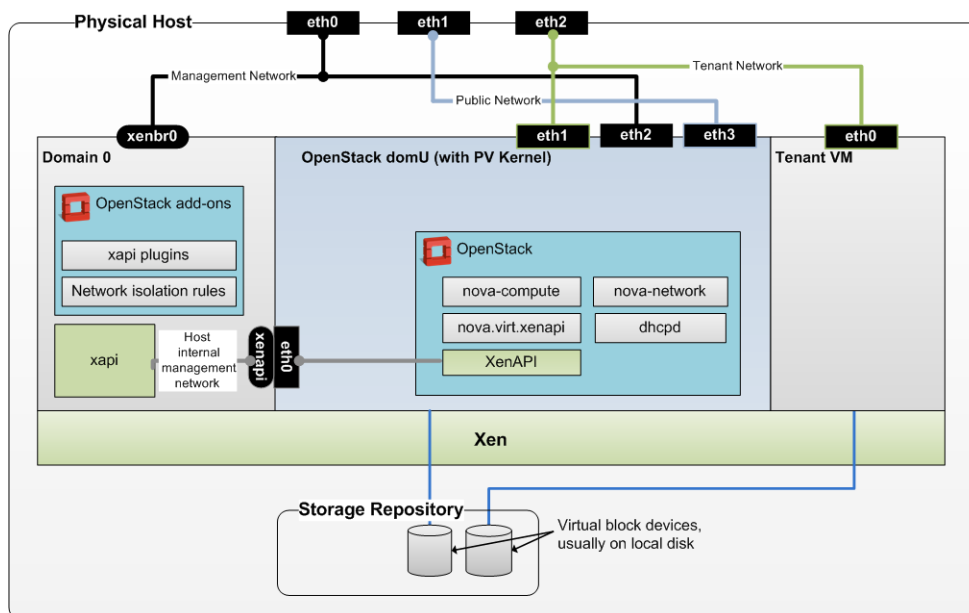 Physical Host
eth0
eth1
eth2
Management Network
Tenant Network
Public Network
xenbr0
eth1
eth2
eth3
eth0
Domain 0
OpenStack domU (with PV Kernel)
Tenant VM
OpenStack add-ons
xapi plugins
Network isolation rules
OpenStack
nova-compute
nova-network
nova.virt.xenapi
dhcpd
XenAPI
xapi
Host
internal
management
network
xenapi
eth0
Xen
Storage Repository
Virtual block devices,
usually on local disk